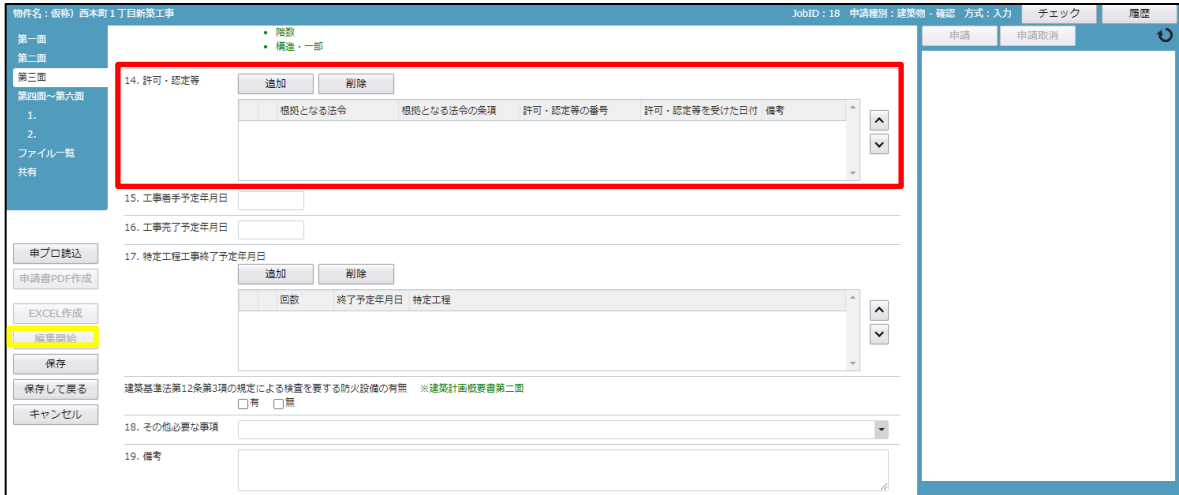 物件名：仮称）西本町１丁目新築工事
JobID：18 申請種別：建築物 - 確認 方式：入力
チェック
履歴
第一面
第二面
第三面
第四面～第六面
1.
2.
ファイル一覧
共有
申プロ読込
申請書PDF作成
EXCEL作成
編集開始
保存
保存して戻る
キャンセル
• 階数
• 構造・一部
14. 許可・認定等
追加
削除
根拠となる法令 根拠となる法令の条項 許可・認定等の番号 許可・認定等を受けた日付 備考
15. 工事着手予定年月日
16. 工事完了予定年月日
17. 特定工程工事終了予定年月日
追加
削除
回数 終了予定年月日 特定工程
建築基準法第12条第3項の規定による検査を要する防火設備の有無 ※建築計画概要書第二面
有 無
18. その他必要な事項
19. 備考
申請
申請取消